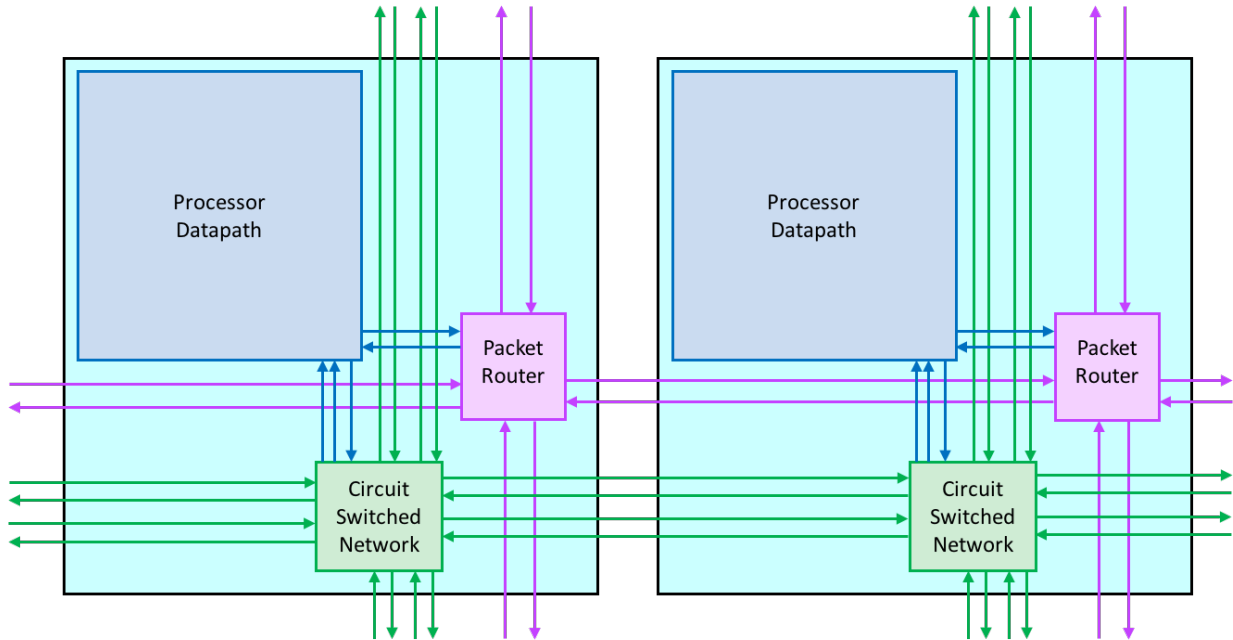 Processor
Datapath
Packet
Router
Circuit
Switched
Network
Processor
Datapath
Packet
Router
Circuit
Switched
Network